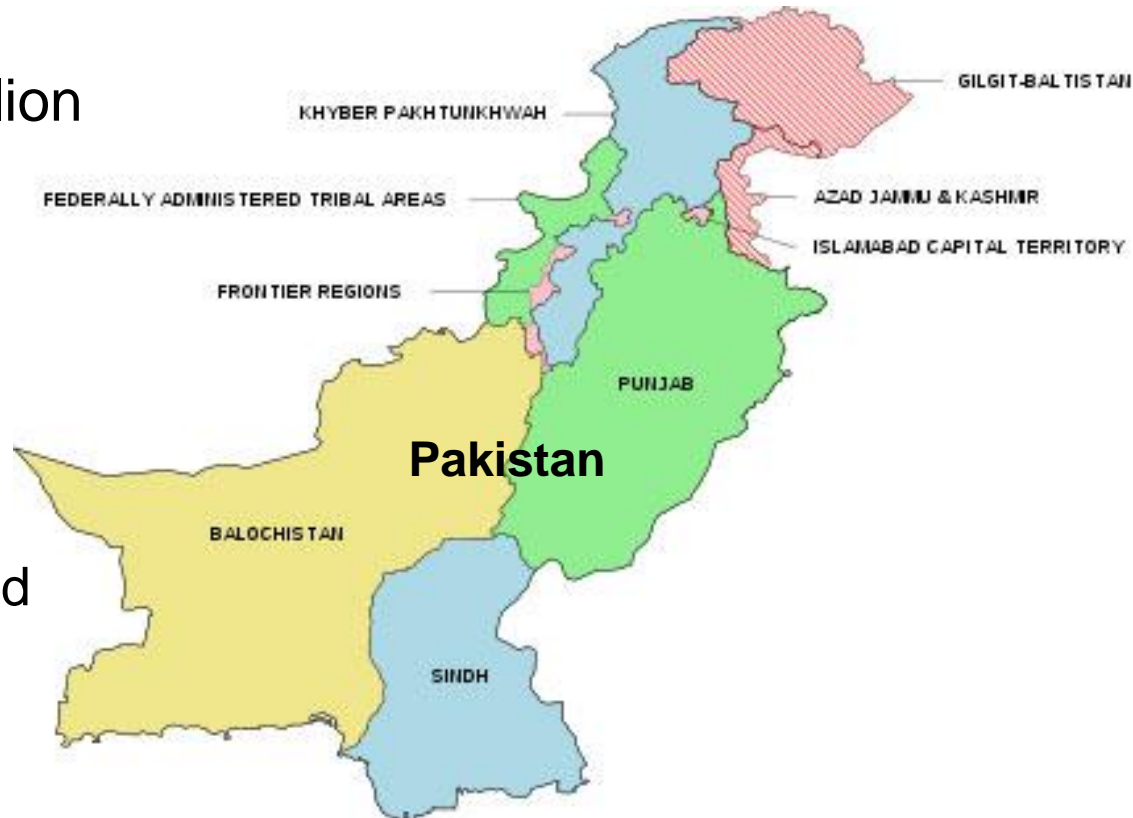 lion
GILGIT-BALTISTAN
KHYBER PAKHTUNKHWAH
FEDERALLY ADMINISTERED TRIBAL AREAS
AZAD JAMMU & KASHMIR
ISLAMABAD CAPITAL TERRITORY
FRONTIER REGIONS
PUNJAB
Pakistan
BALOCHISTAN
d
SINDH